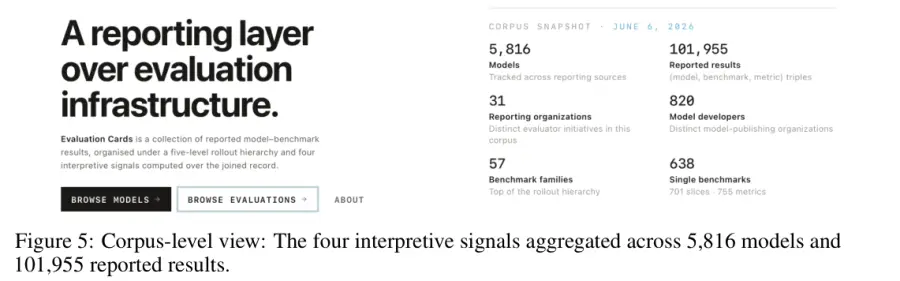 A reporting layer
over evaluation
infrastructure.
Evaluation Cards is a collection of reported model–benchmark
results, organised under a five-level rollout hierarchy and four
interpretive signals computed over the joined record.
BROWSE MODELS →
BROWSE EVALUATIONS →
ABOUT
CORPUS SNAPSHOT · JUNE 6, 2026
5,816
Models
Tracked across reporting sources
101,955
Reported results
(model, benchmark, metric) triples
31
Reporting organizations
Distinct evaluator initiatives in this
corpus
820
Model developers
Distinct model-publishing organizations
57
Benchmark families
Top of the rollout hierarchy
638
Single benchmarks
701 slices · 755 metrics
Figure 5: Corpus-level view: The four interpretive signals aggregated across 5,816 models and
101,955 reported results.